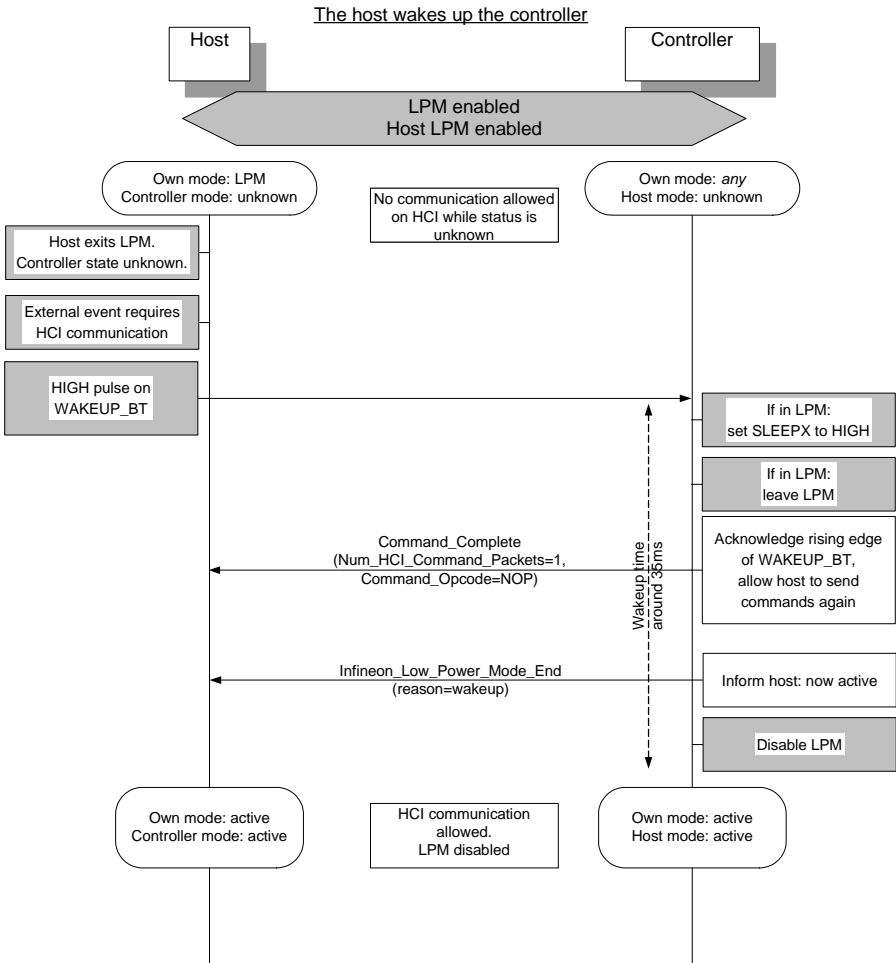 The host wakes up the controller
Host
Controller
LPM enabled
Host LPM enabled
Own mode: LPM
Controller mode: unknown
No communication allowed
on HCI while status is
unknown
Own mode: any
Host mode: unknown
Host exits LPM.
Controller state unknown.
External event requires
HCI communication
HIGH pulse on
WAKEUP_BT
If in LPM:
set SLEEPX to HIGH
If in LPM:
leave LPM
Command_Complete
(Num_HCI_Command_Packets=1,
Command_Opcode=NOP)
Wakeup time
around 35ms
Acknowledge rising edge
of WAKEUP_BT,
allow host to send
commands again
Infineon_Low_Power_Mode_End
(reason=wakeup)
Inform host: now active
Disable LPM
Own mode: active
Controller mode: active
HCI communication
allowed.
LPM disabled
Own mode: active
Host mode: active